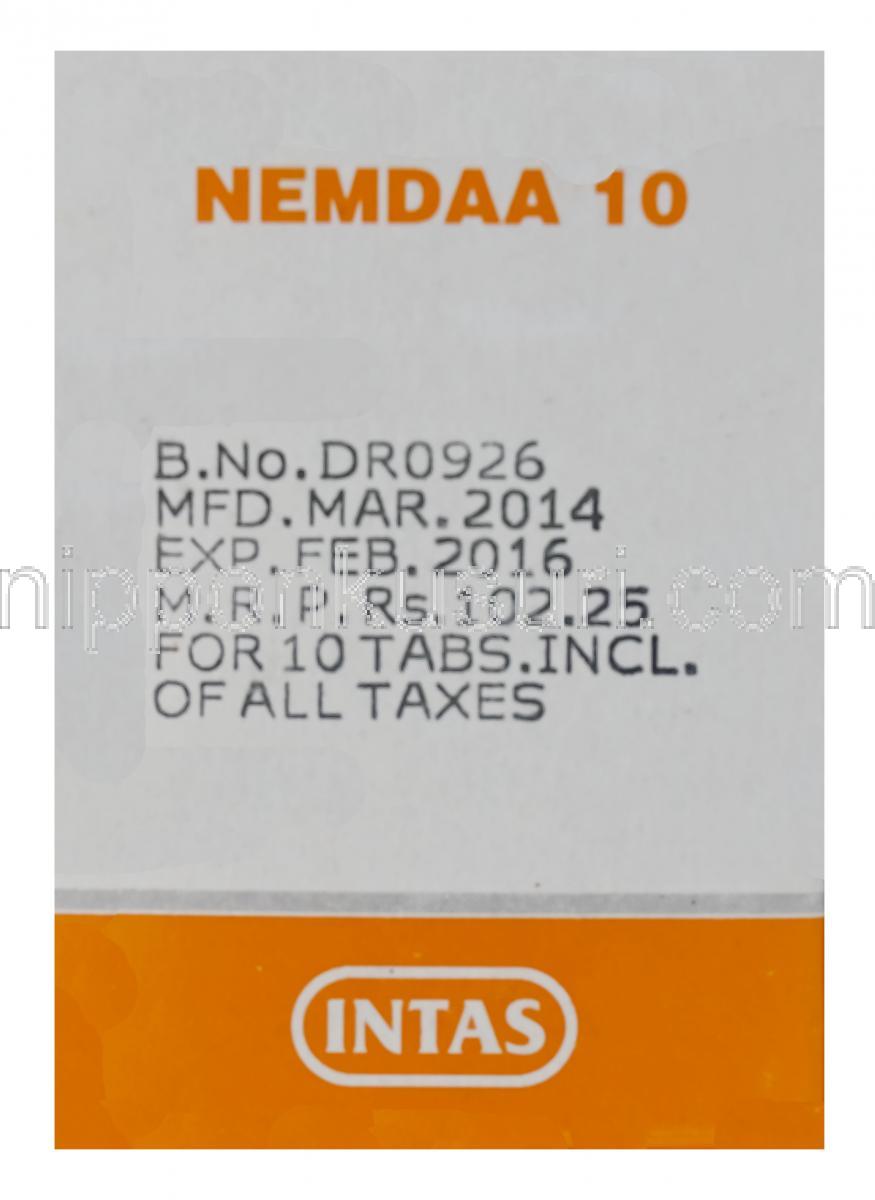 NEMDAA 10
B.No.DR0926
MFD.MAR.2014
EXP.FEB.2016
nipponkusuri.com
M.R.P.Rs.102.25
FOR 10 TABS.INCL.
OF ALL TAXES
INTAS